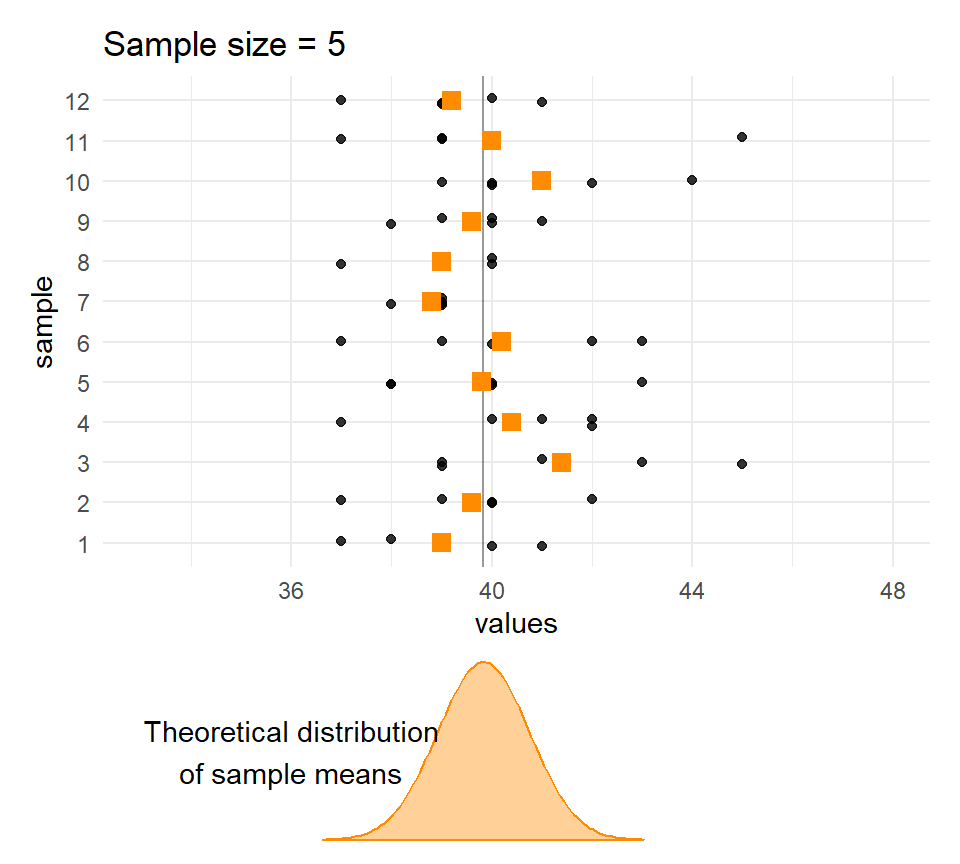 Sample size = 5
12
11
10
9
8
7
6
5
4
3
2
1
sample
36 40 44 48
values
Theoretical distribution
of sample means